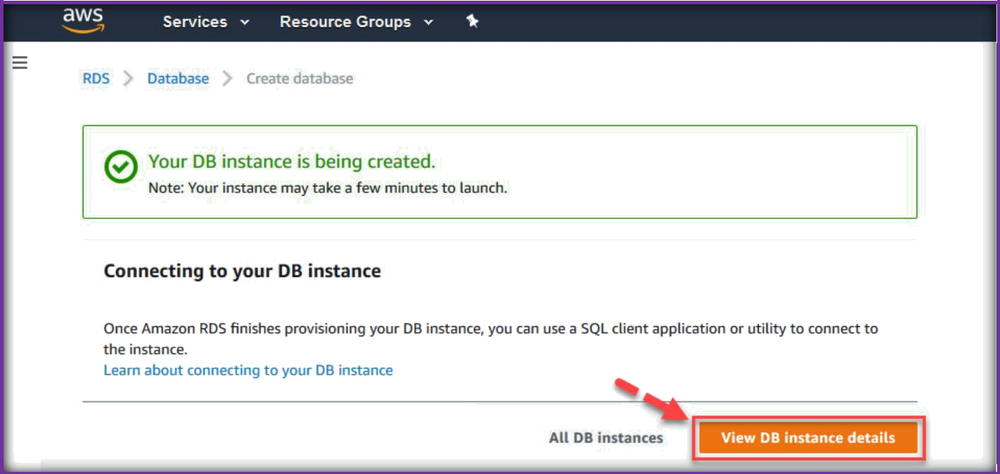 aws Services Resource Groups
RDS Database Create database
Your DB instance is being created.
Note: Your instance may take a few minutes to launch.
Connecting to your DB instance
Once Amazon RDS finishes provisioning your DB instance, you can use a SQL client application or utility to connect to
the instance.
Learn about connecting to your DB instance
All DB instances View DB instance details